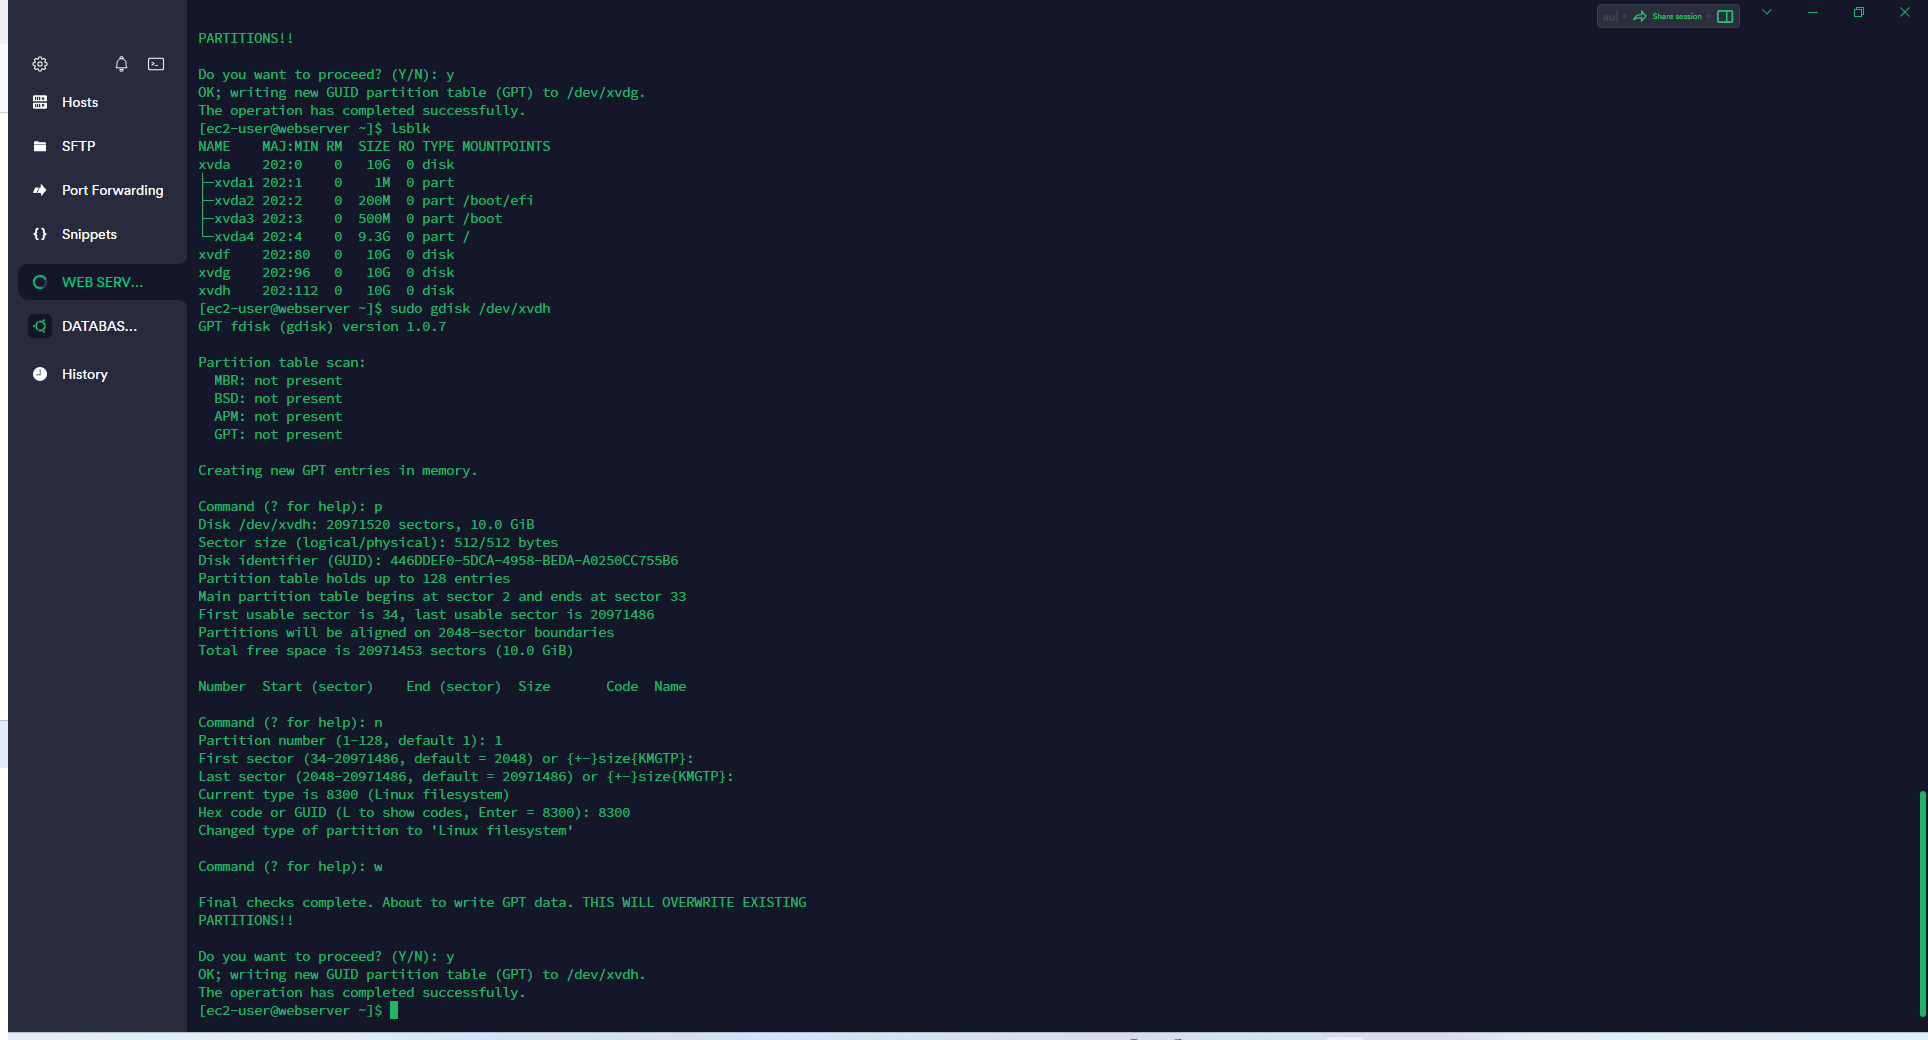 au| Share session
Hosts
SFTP
Port Forwarding
Snippets
WEB SERV...
DATABAS...
History
PARTITIONS!!
Do you want to proceed? (Y/N): y
OK; writing new GUID partition table (GPT) to /dev/xvdg.
The operation has completed successfully.
[ec2-user@webserver ~]$ lsblk
NAME    MAJ:MIN RM  SIZE RO TYPE MOUNTPOINTS
xvda    202:0    0   10G  0 disk
├─xvda1 202:1    0    1M  0 part
├─xvda2 202:2    0  200M  0 part /boot/efi
├─xvda3 202:3    0  500M  0 part /boot
└─xvda4 202:4    0  9.3G  0 part /
xvdf    202:80   0   10G  0 disk
xvdg    202:96   0   10G  0 disk
xvdh    202:112  0   10G  0 disk
[ec2-user@webserver ~]$ sudo gdisk /dev/xvdh
GPT fdisk (gdisk) version 1.0.7
Partition table scan:
  MBR: not present
  BSD: not present
  APM: not present
  GPT: not present
Creating new GPT entries in memory.
Command (? for help): p
Disk /dev/xvdh: 20971520 sectors, 10.0 GiB
Sector size (logical/physical): 512/512 bytes
Disk identifier (GUID): 446DDEF0-5DCA-4958-BEDA-A0250CC755B6
Partition table holds up to 128 entries
Main partition table begins at sector 2 and ends at sector 33
First usable sector is 34, last usable sector is 20971486
Partitions will be aligned on 2048-sector boundaries
Total free space is 20971453 sectors (10.0 GiB)
Number  Start (sector)    End (sector)  Size       Code  Name
Command (? for help): n
Partition number (1-128, default 1): 1
First sector (34-20971486, default = 2048) or {+-}size{KMGTP}:
Last sector (2048-20971486, default = 20971486) or {+-}size{KMGTP}:
Current type is 8300 (Linux filesystem)
Hex code or GUID (L to show codes, Enter = 8300): 8300
Changed type of partition to 'Linux filesystem'
Command (? for help): w
Final checks complete. About to write GPT data. THIS WILL OVERWRITE EXISTING
PARTITIONS!!
Do you want to proceed? (Y/N): y
OK; writing new GUID partition table (GPT) to /dev/xvdh.
The operation has completed successfully.
[ec2-user@webserver ~]$